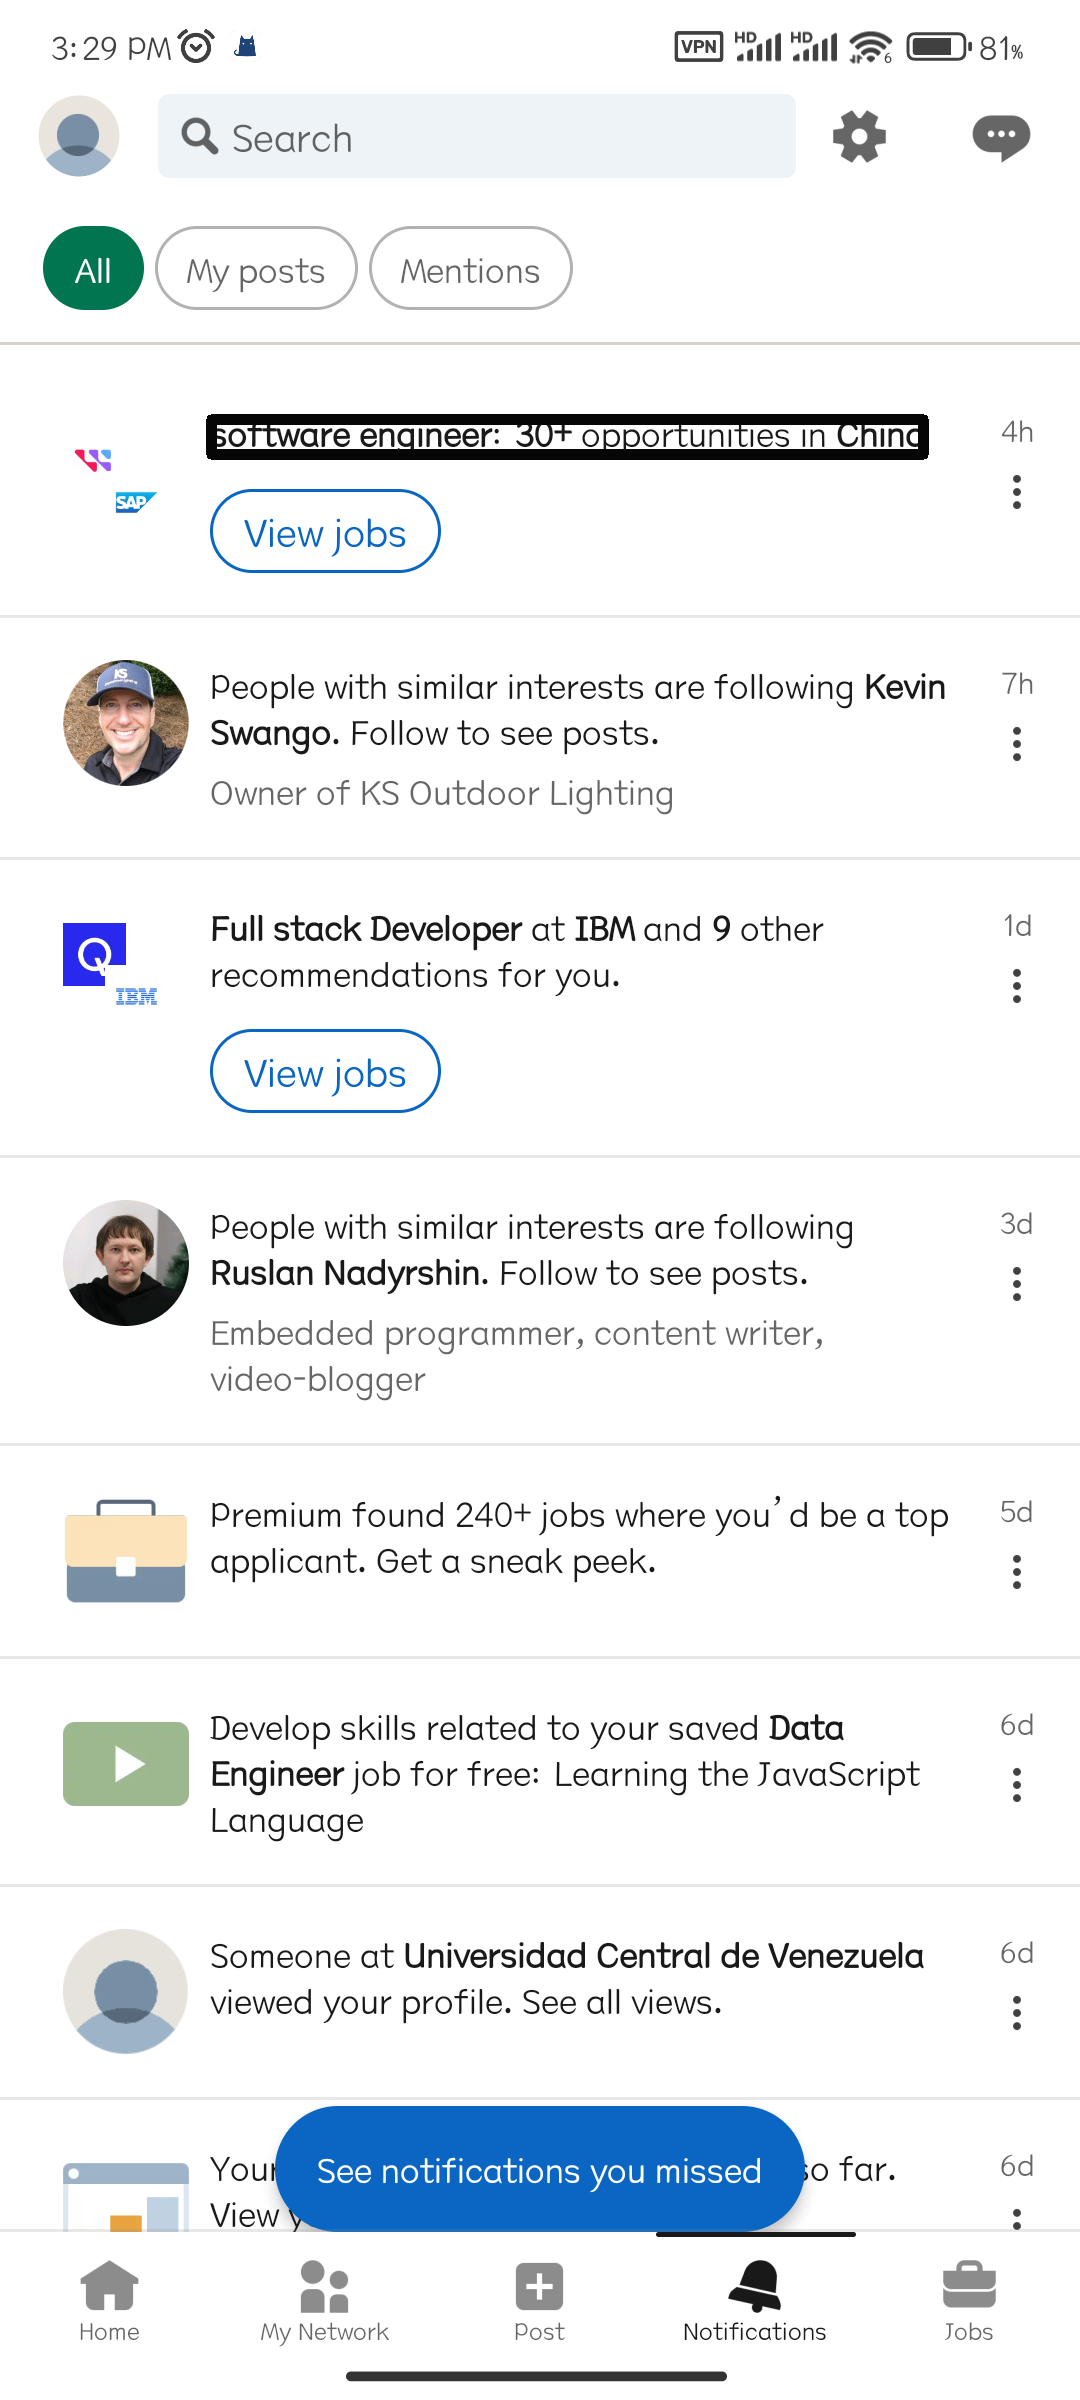 3:29 PM
VPN HD HD 6 81%
Search
All My posts Mentions
software engineer: 30+ opportunities in China
4h
SAP
View jobs
People with similar interests are following Kevin
7h
Swango. Follow to see posts.
Owner of KS Outdoor Lighting
Full stack Developer at IBM and 9 other
1d
recommendations for you.
IBM
View jobs
People with similar interests are following
3d
Ruslan Nadyrshin. Follow to see posts.
Embedded programmer, content writer,
video-blogger
Premium found 240+ jobs where you'd be a top
5d
applicant. Get a sneak peek.
Develop skills related to your saved Data
6d
Engineer job for free: Learning the JavaScript
Language
Someone at Universidad Central de Venezuela
6d
viewed your profile. See all views.
See notifications you missed
so far.
6d
View
Home My Network Post Notifications Jobs